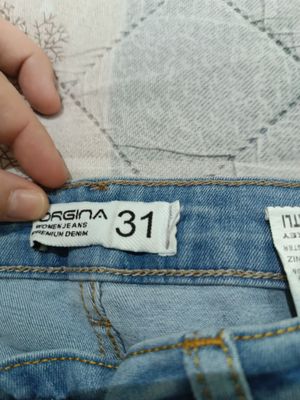 ORGINA 31
WOMEN JEANS
PREMIUM DENIM